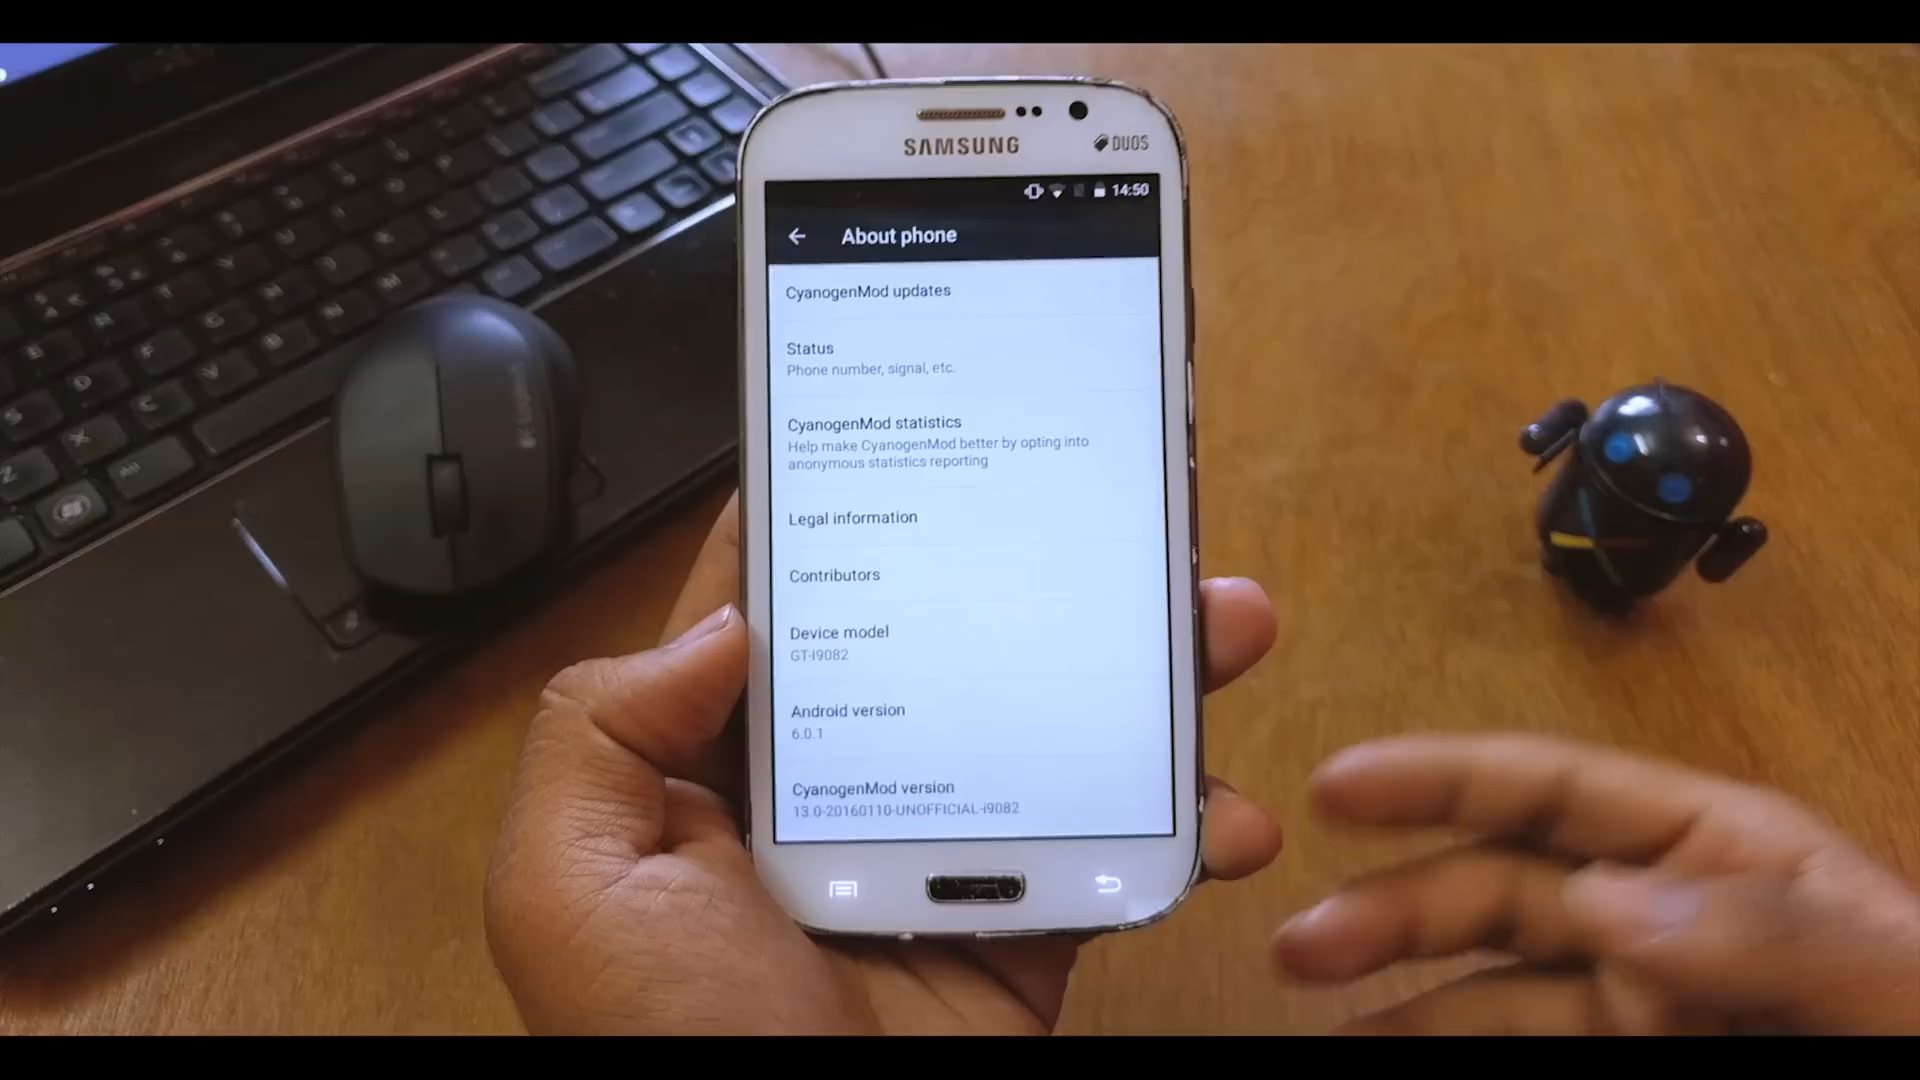 SAMSUNG
DUOS
14:50
About phone
CyanogenMod updates
Status
Phone number, signal, etc.
CyanogenMod statistics
Help make CyanogenMod better by opting into
anonymous statistics reporting
Legal information
Contributors
Device model
GT-I9082
Android version
6.0.1
CyanogenMod version
13.0-20160110-UNOFFICIAL-i9082